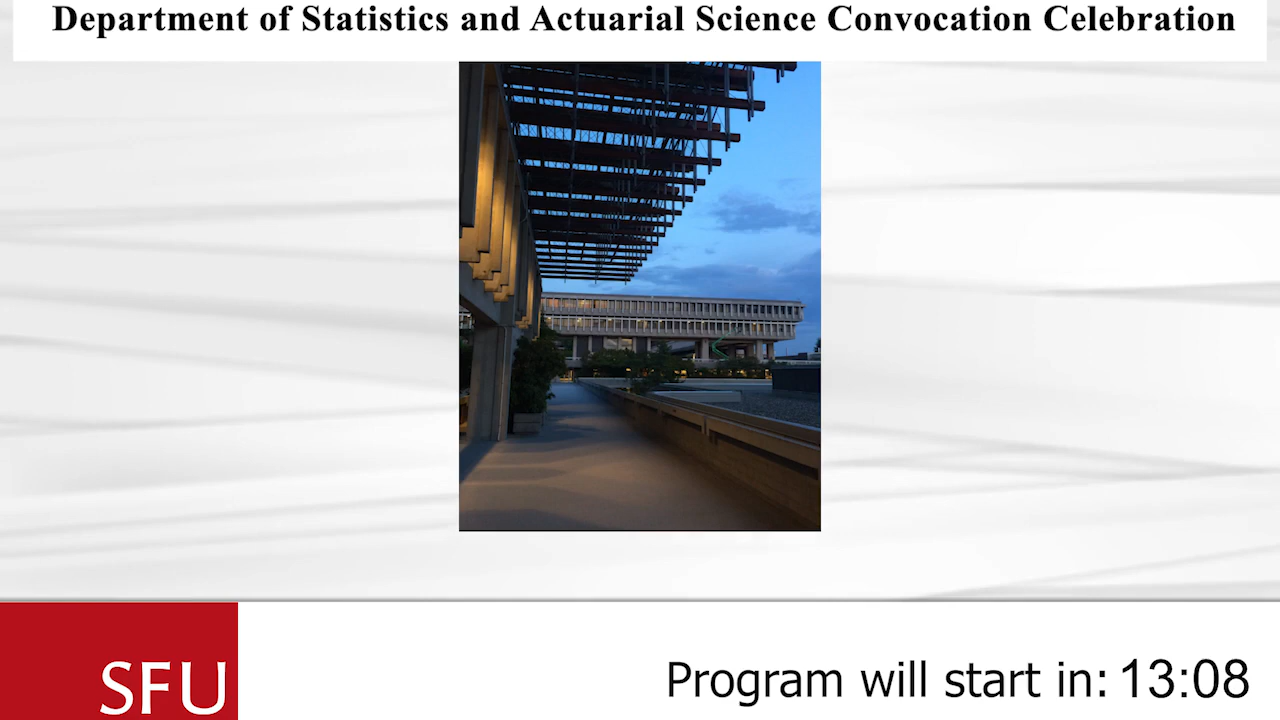 Department of Statistics and Actuarial Science Convocation Celebration
SFU
Program will start in: 13:08